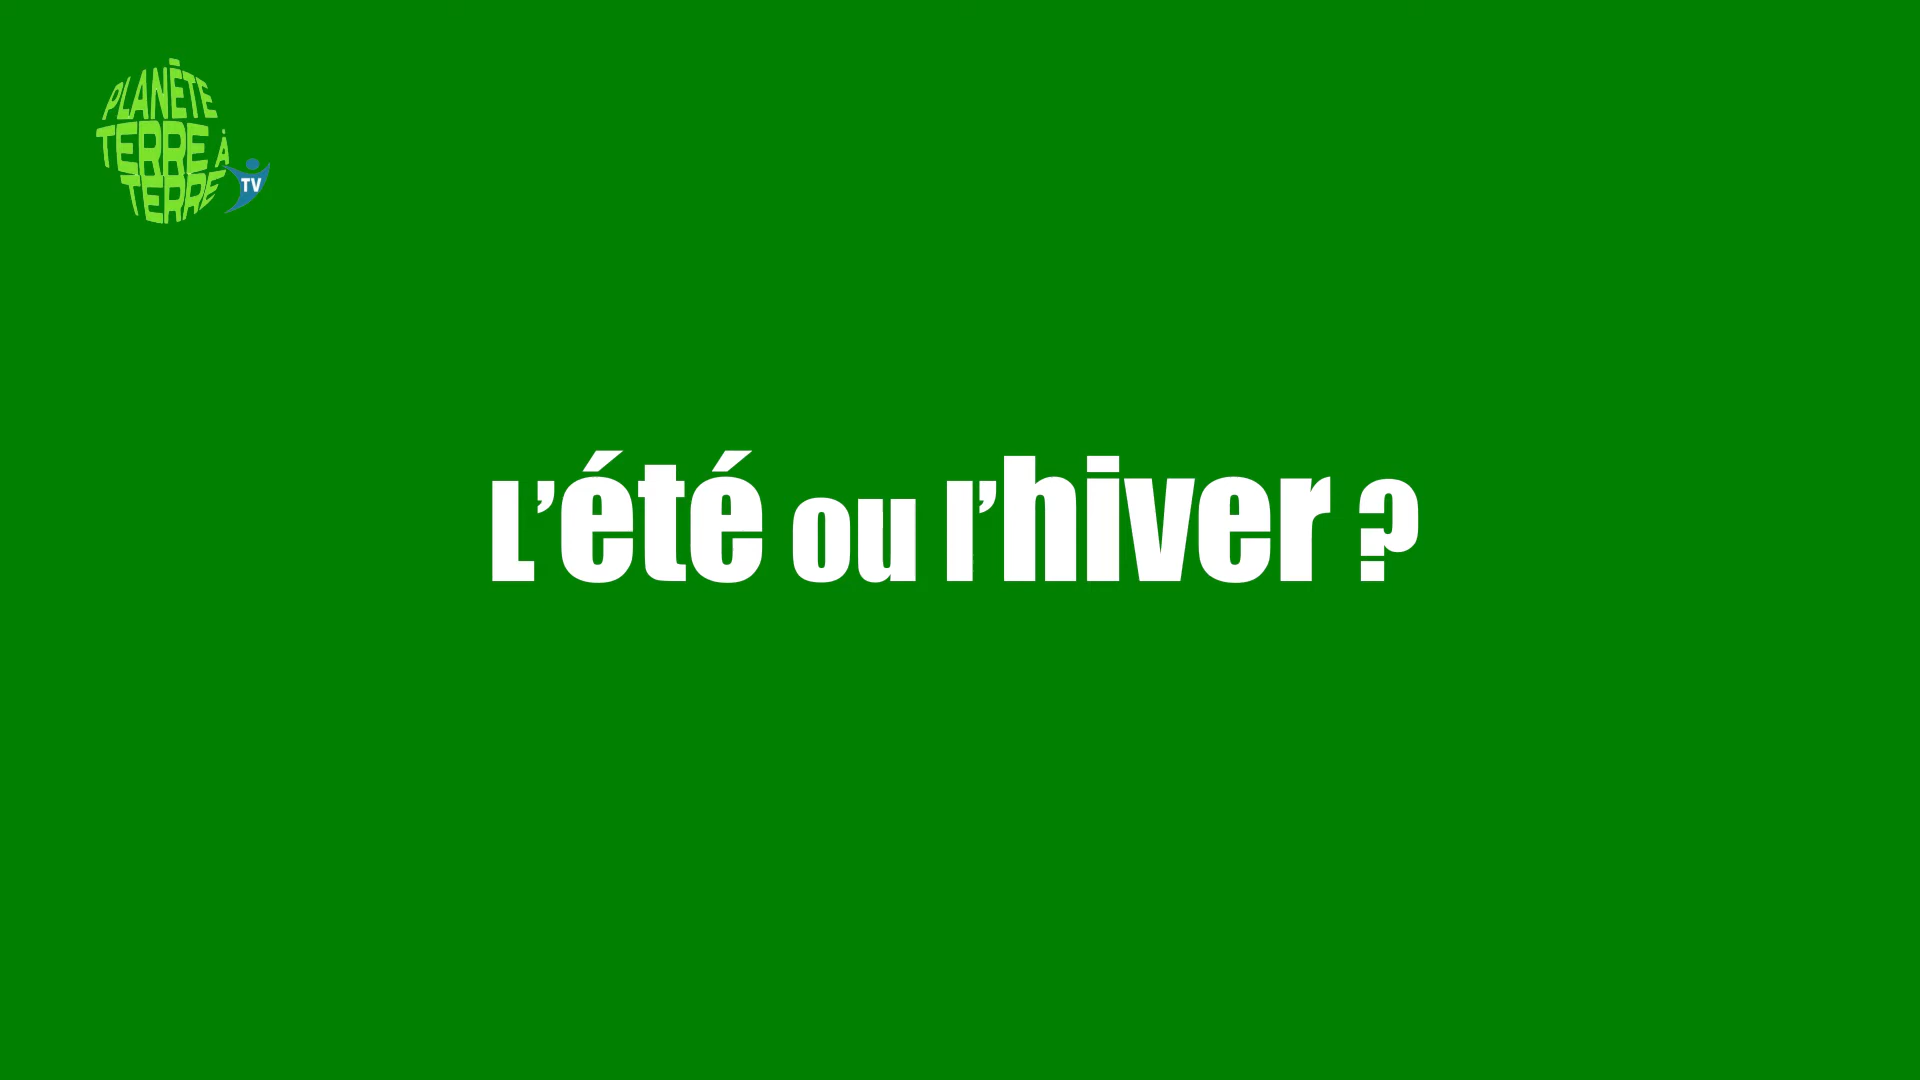 PLANÈTE
TERRE À
TERRE
TV
L’été ou l’hiver ?